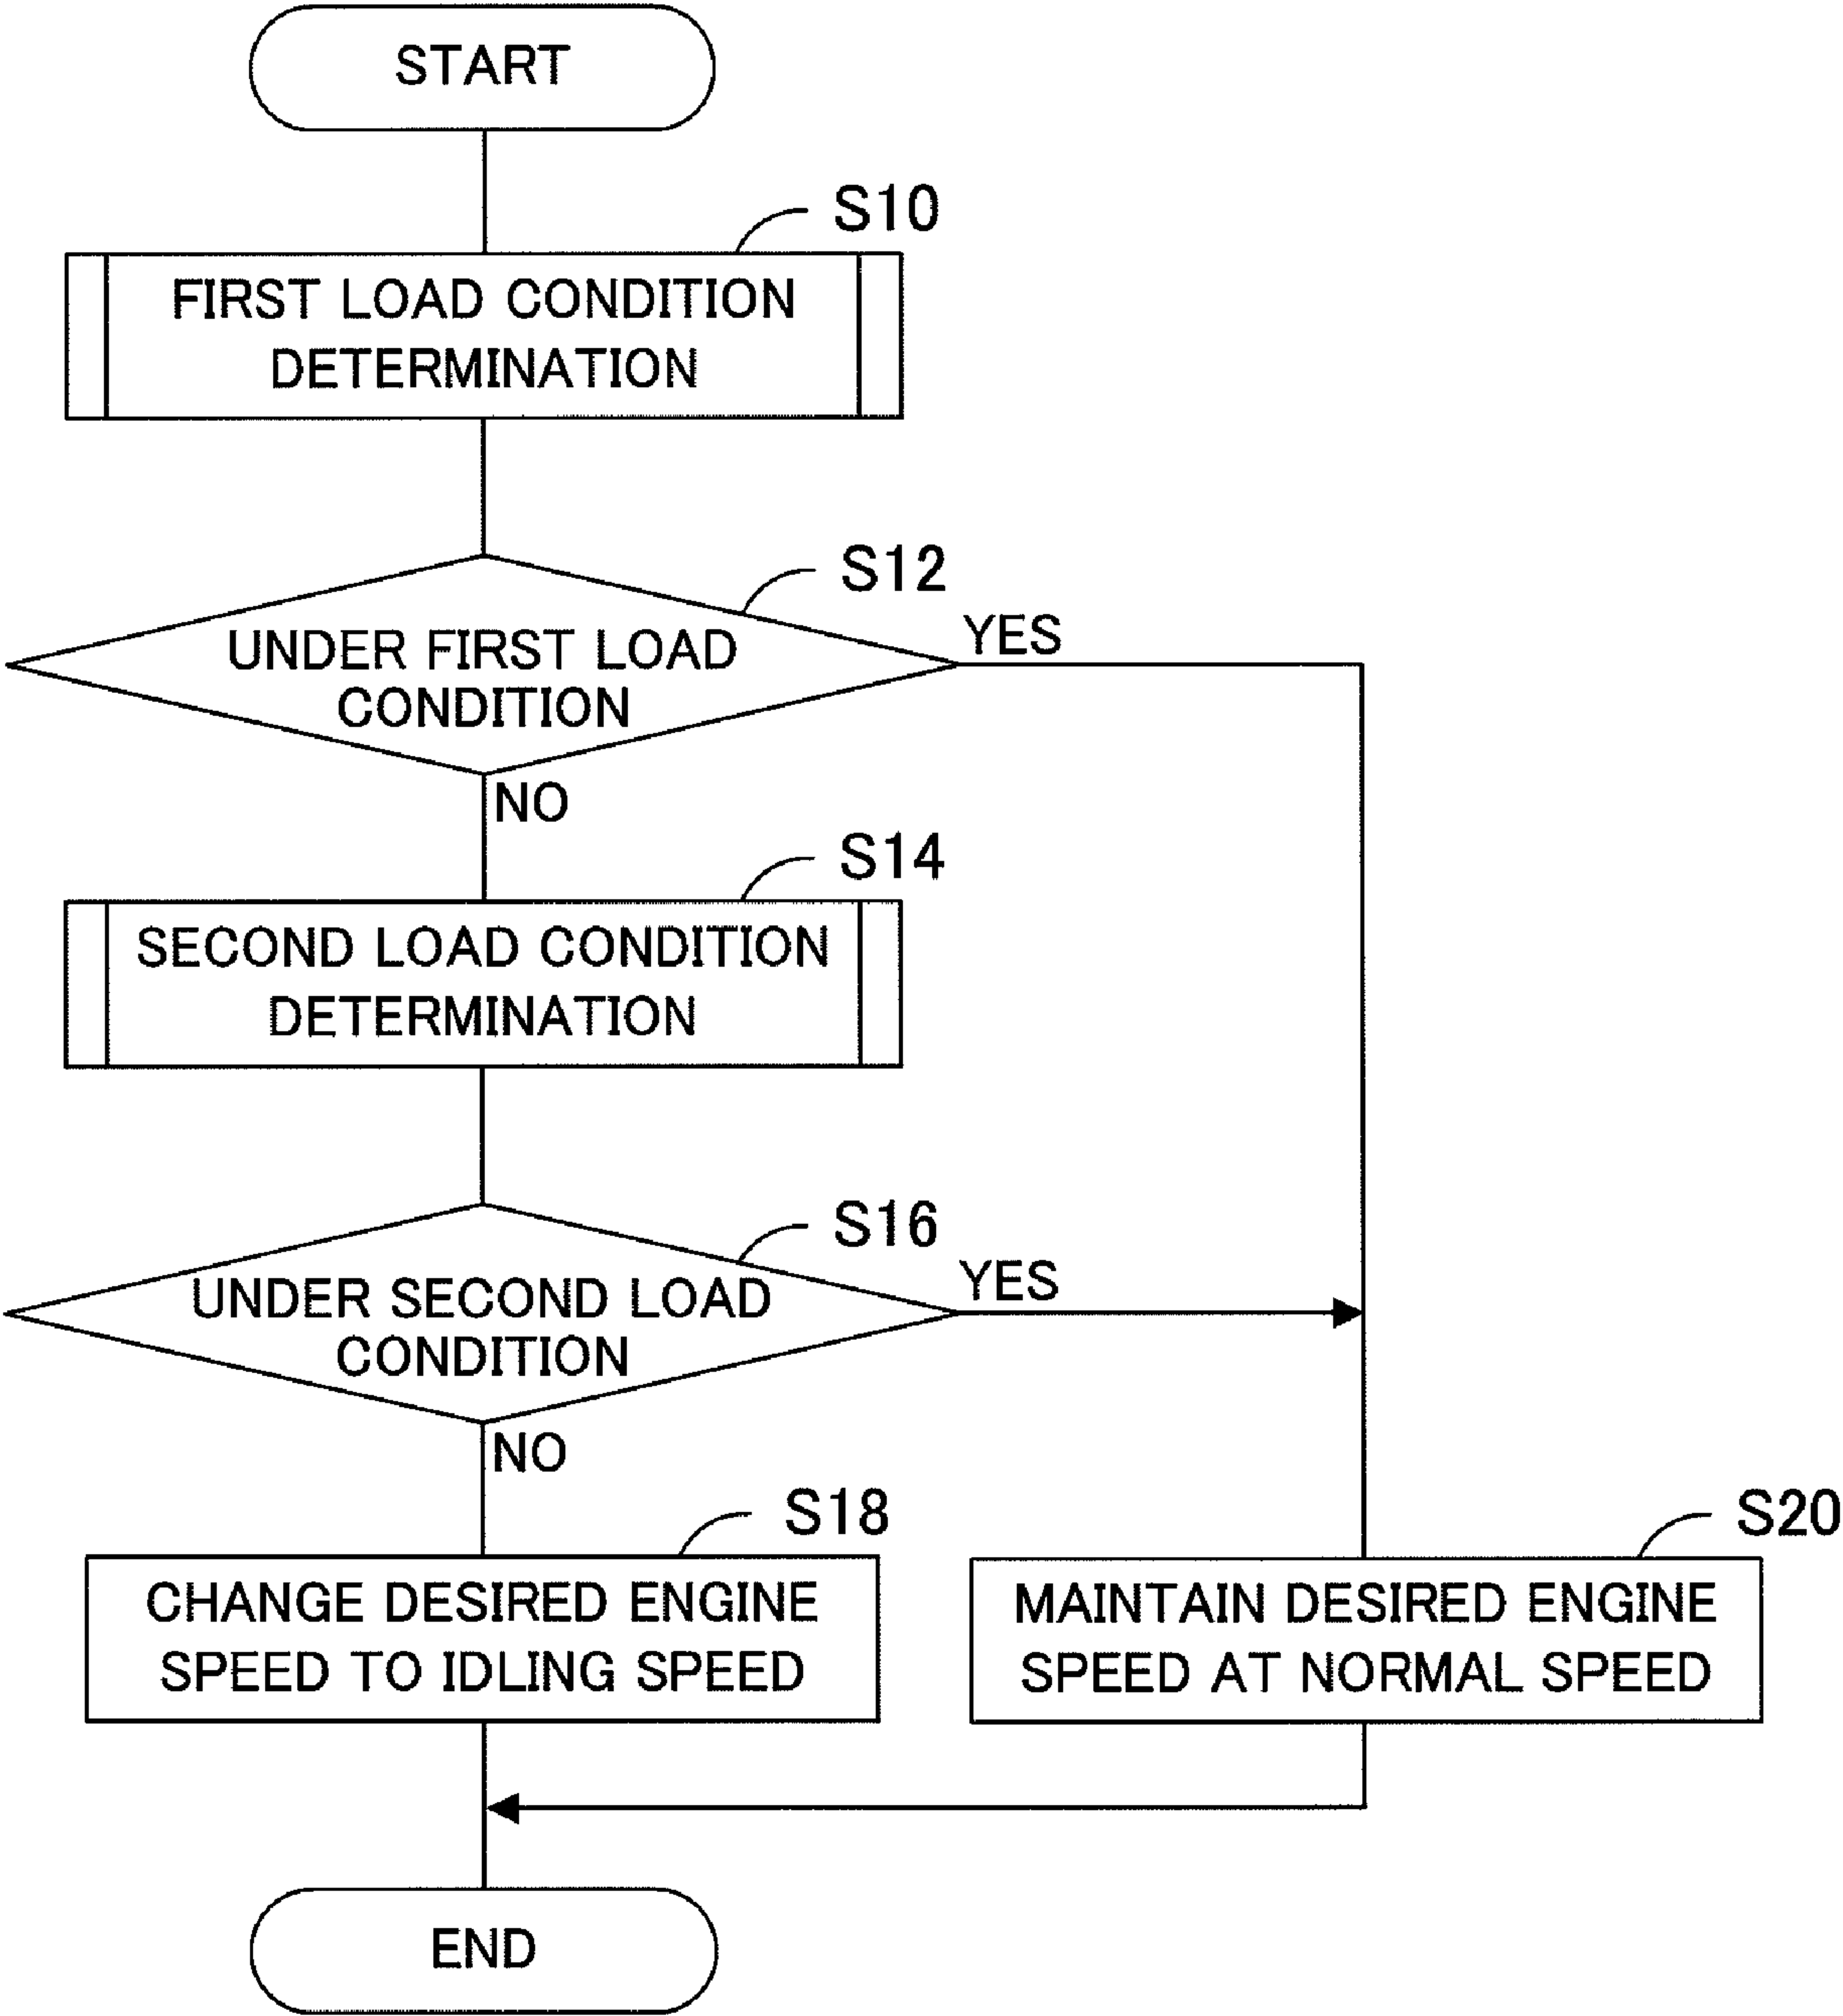 START
S10
FIRST LOAD CONDITION
DETERMINATION
S12
UNDER FIRST LOAD
CONDITION
YES
NO
S14
SECOND LOAD CONDITION
DETERMINATION
S16
UNDER SECOND LOAD
CONDITION
YES
NO
S18
CHANGE DESIRED ENGINE
SPEED TO IDLING SPEED
S20
MAINTAIN DESIRED ENGINE
SPEED AT NORMAL SPEED
END